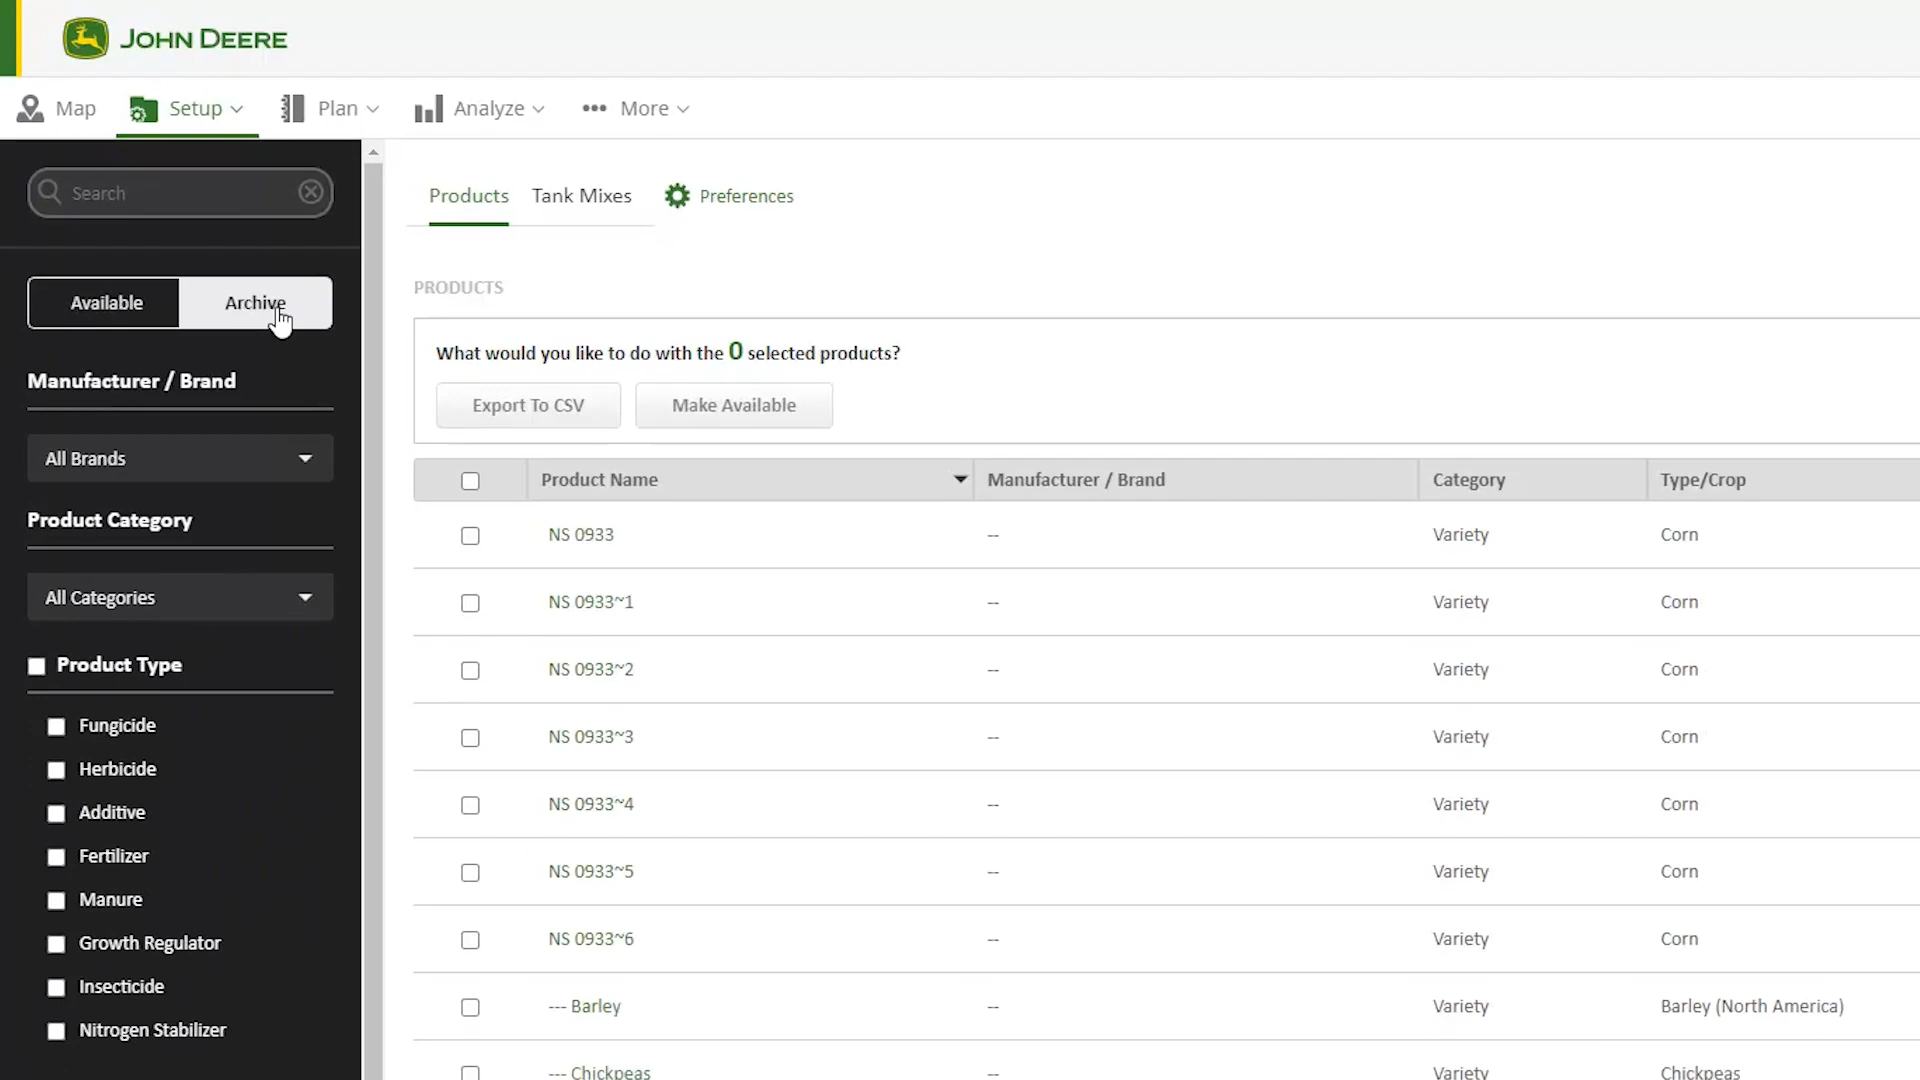 JOHN DEERE
Map Setup Plan Analyze More
Search
Available Archive
Manufacturer / Brand
All Brands
Product Category
All Categories
Product Type
Fungicide
Herbicide
Additive
Fertilizer
Manure
Growth Regulator
Insecticide
Nitrogen Stabilizer
Products Tank Mixes Preferences
PRODUCTS
What would you like to do with the 0 selected products?
Export To CSV Make Available
Product Name Manufacturer / Brand Category Type/Crop
NS 0933 -- Variety Corn
NS 0933~1 -- Variety Corn
NS 0933~2 -- Variety Corn
NS 0933~3 -- Variety Corn
NS 0933~4 -- Variety Corn
NS 0933~5 -- Variety Corn
NS 0933~6 -- Variety Corn
--- Barley -- Variety Barley (North America)
--- Chickpeas -- Variety Chickpeas